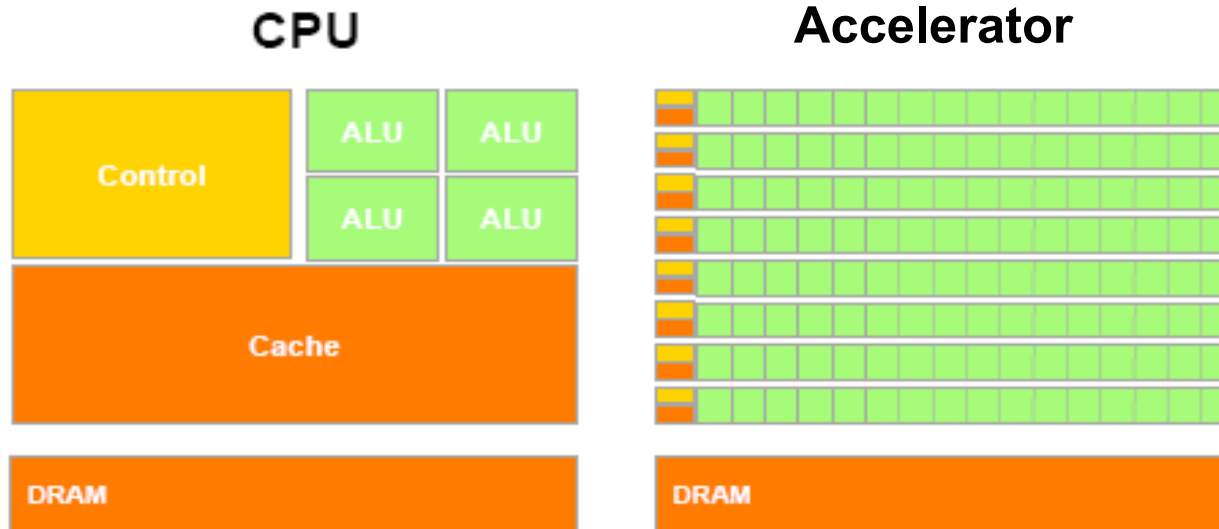 CPU
Accelerator
Control
ALU
ALU
ALU
ALU
Cache
DRAM
DRAM